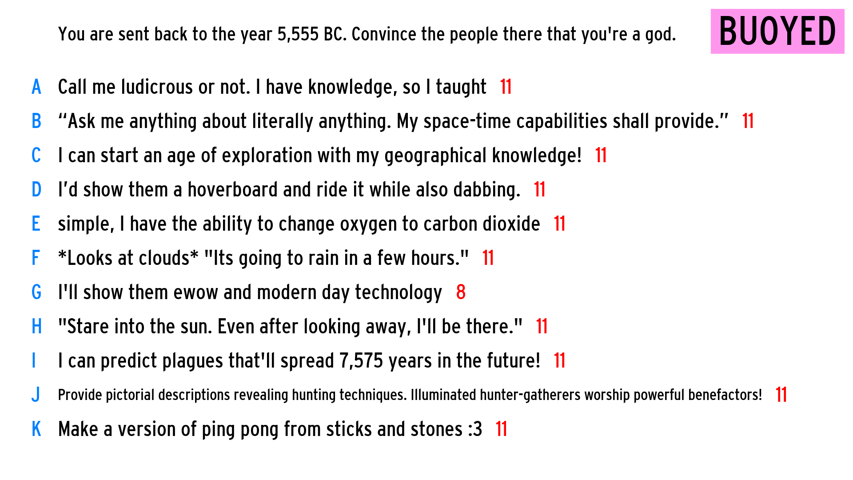 You are sent back to the year 5,555 BC. Convince the people there that you're a god.
BUOYED
A Call me ludicrous or not. I have knowledge, so I taught 11
B “Ask me anything about literally anything. My space-time capabilities shall provide.” 11
C I can start an age of exploration with my geographical knowledge! 11
D I’d show them a hoverboard and ride it while also dabbing. 11
E simple, I have the ability to change oxygen to carbon dioxide 11
F *Looks at clouds* "Its going to rain in a few hours." 11
G I'll show them ewow and modern day technology 8
H "Stare into the sun. Even after looking away, I'll be there." 11
I I can predict plagues that'll spread 7,575 years in the future! 11
J Provide pictorial descriptions revealing hunting techniques. Illuminated hunter-gatherers worship powerful benefactors! 11
K Make a version of ping pong from sticks and stones :3 11